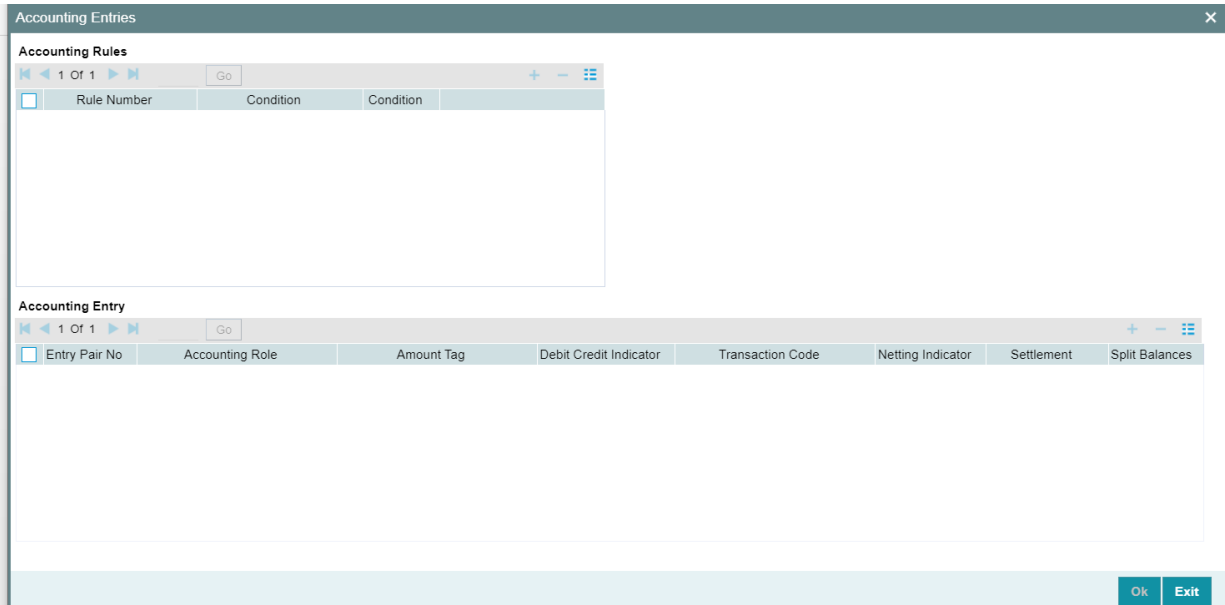 Accounting Entries
Accounting Rules
1 Of 1 Go
Rule Number Condition Condition
Accounting Entry
1 Of 1 Go
Entry Pair No Accounting Role Amount Tag Debit Credit Indicator Transaction Code Netting Indicator Settlement Split Balances
Ok Exit